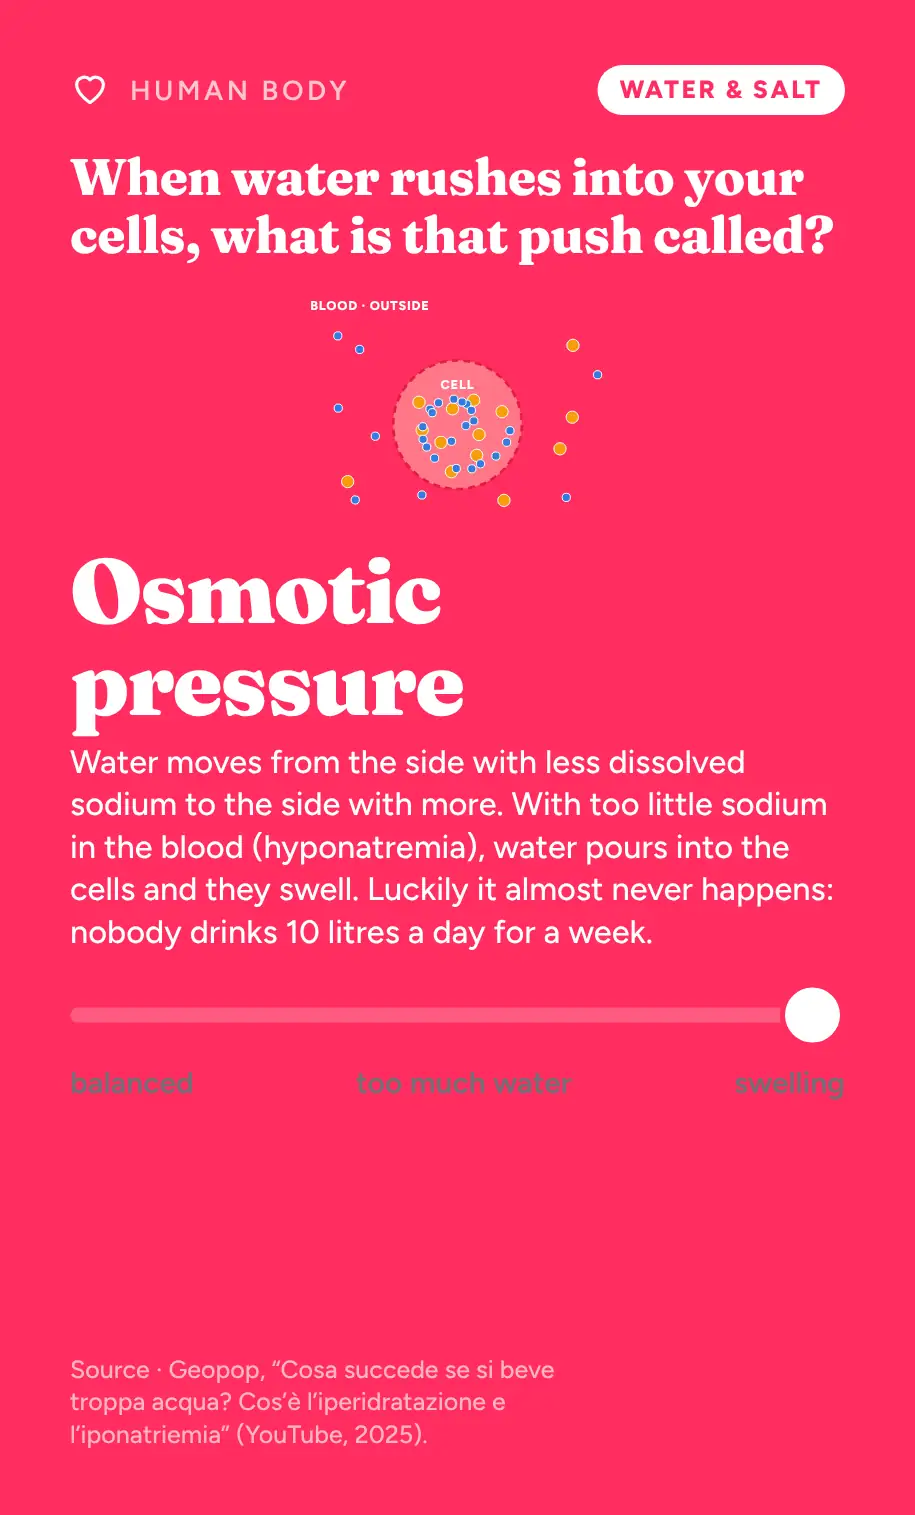 HUMAN BODY
WATER & SALT
When water rushes into your
cells, what is that push called?
BLOOD · OUTSIDE
CELL
Osmotic
pressure
Water moves from the side with less dissolved
sodium to the side with more. With too little sodium
in the blood (hyponatremia), water pours into the
cells and they swell. Luckily it almost never happens:
nobody drinks 10 litres a day for a week.
balanced
too much water
swelling
Source · Geopop, “Cosa succede se si beve
troppa acqua? Cos’è l’iperidratazione e
l’iponatriemia” (YouTube, 2025).